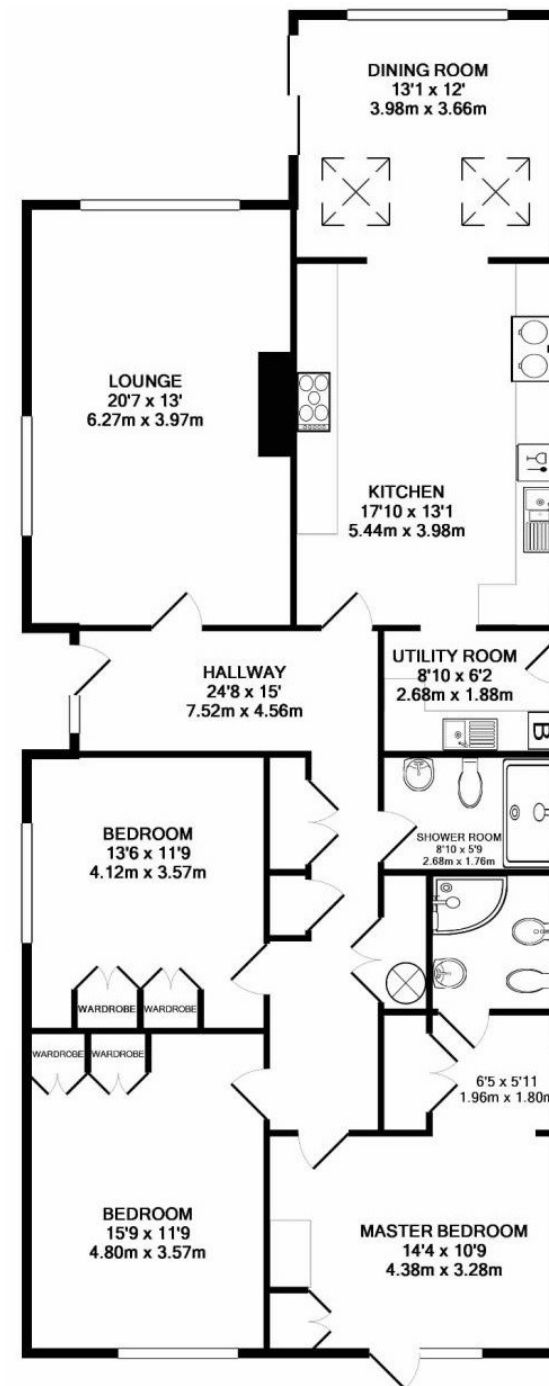 DINING ROOM
13'1 x 12'
3.98m x 3.66m
LOUNGE
20'7 x 13'
6.27m x 3.97m
KITCHEN
17'10 x 13'1
5.44m x 3.98m
HALLWAY
24'8 x 15'
7.52m x 4.56m
UTILITY ROOM
8'10 x 6'2
2.68m x 1.88m
B
SHOWER ROOM
8'10 x 5'9
2.68m x 1.76m
BEDROOM
13'6 x 11'9
4.12m x 3.57m
WARDROBE
WARDROBE
WARDROBE
WARDROBE
6'5 x 5'11
1.96m x 1.80m
BEDROOM
15'9 x 11'9
4.80m x 3.57m
MASTER BEDROOM
14'4 x 10'9
4.38m x 3.28m